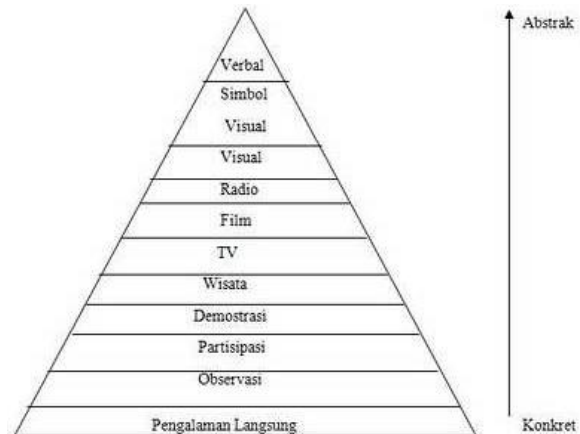 Abstrak
Verbal
Simbol
Visual
Visual
Radio
Film
TV
Wisata
Demostrasi
Partisipasi
Observasi
Pengalaman Langsung
Konkret